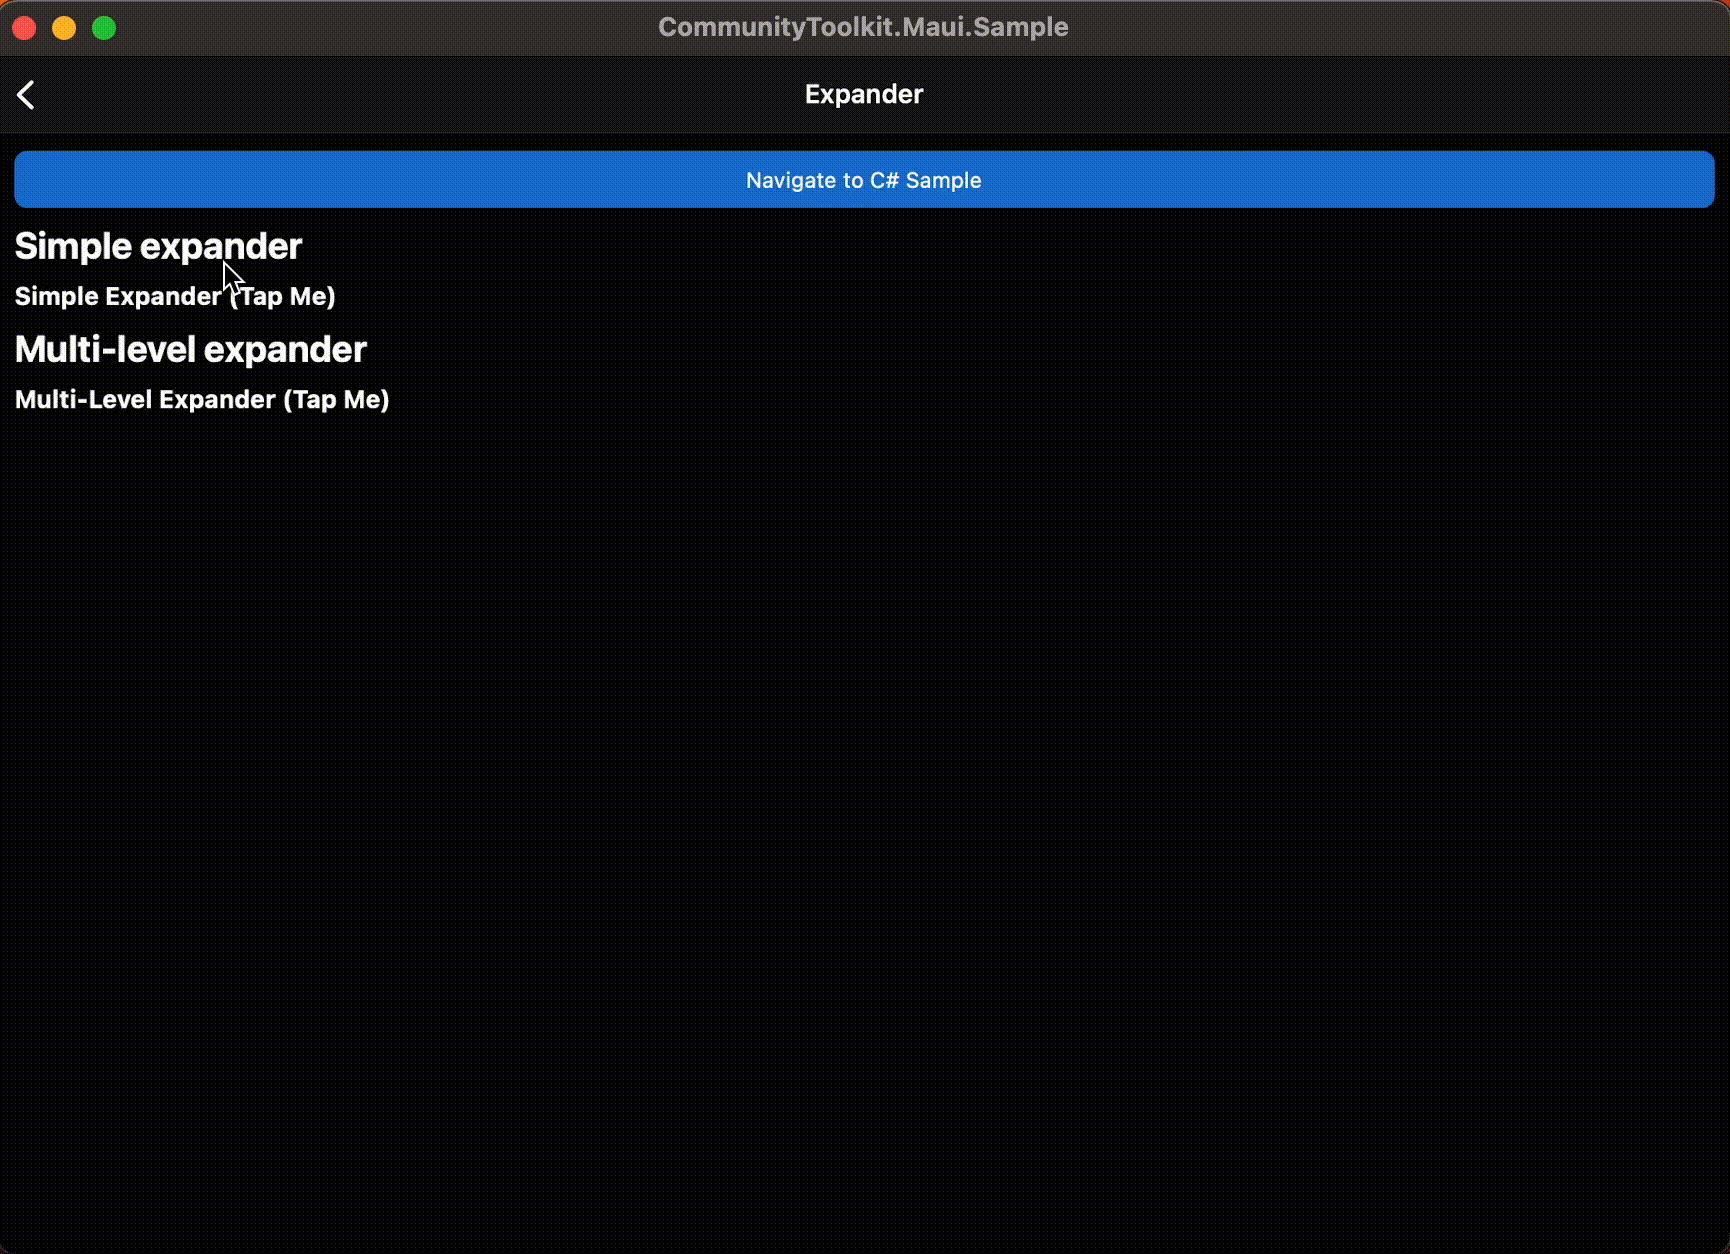 CommunityToolkit.Maui.Sample
Expander
Navigate to C# Sample
Simple expander
Simple Expander (Tap Me)
Multi-level expander
Multi-Level Expander (Tap Me)